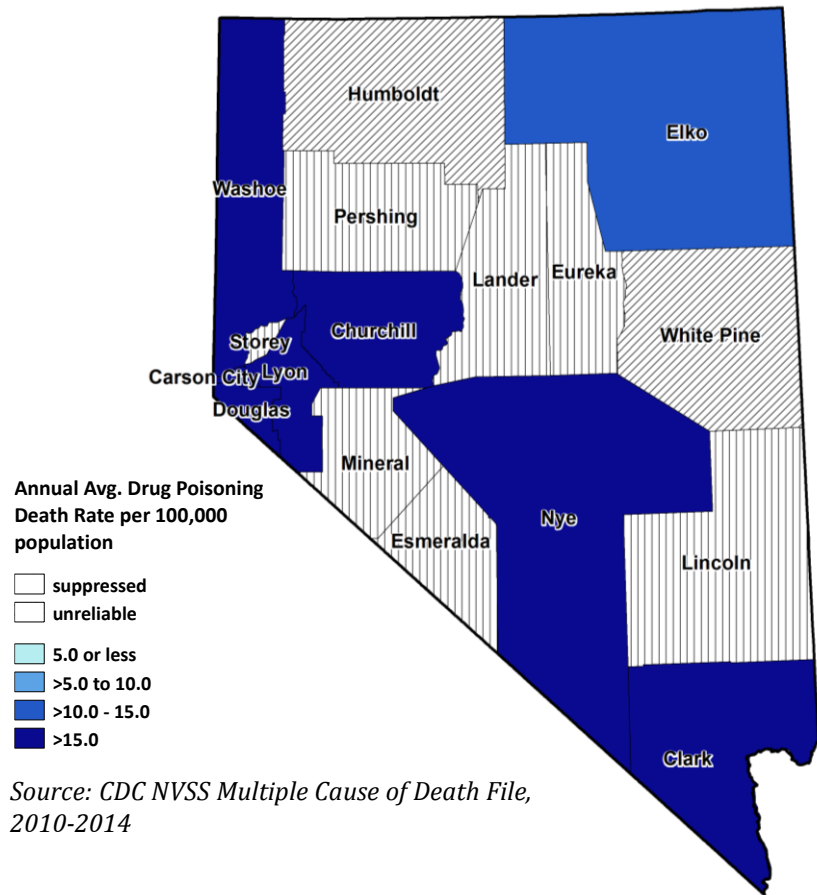 Humboldt
Elko
Washoe
Pershing
Lander
Eureka
Churchill
White Pine
Storey
Carson City
Lyon
Douglas
Mineral
Nye
Esmeralda
Lincoln
Clark
Annual Avg. Drug Poisoning
Death Rate per 100,000
population
suppressed
unreliable
5.0 or less
>5.0 to 10.0
>10.0 - 15.0
>15.0
Source: CDC NVSS Multiple Cause of Death File,
2010-2014